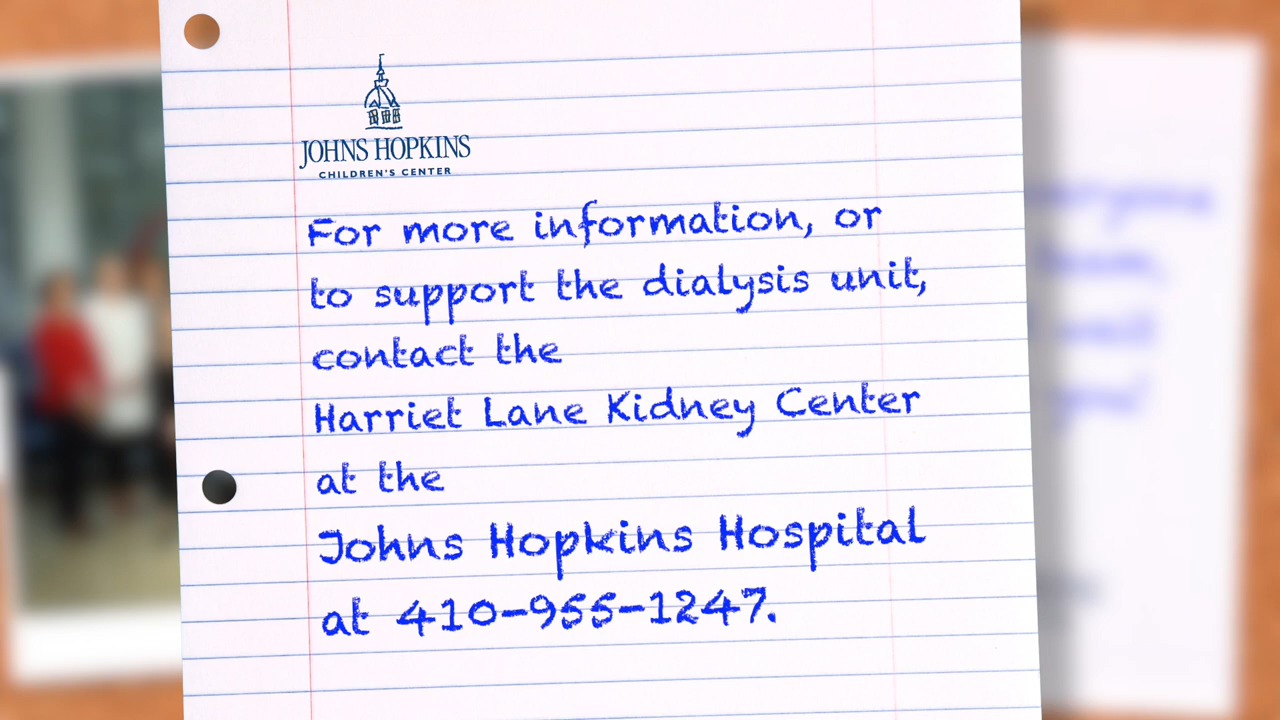 JOHNS HOPKINS
CHILDREN'S CENTER
For more information, or
to support the dialysis unit,
contact the
Harriet Lane Kidney Center
at the
Johns Hopkins Hospital
at 410-955-1247.